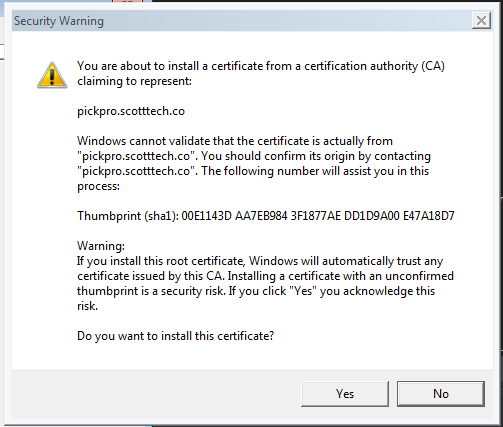 Security Warning
You are about to install a certificate from a certification authority (CA)
claiming to represent:
pickpro.scotttech.co
Windows cannot validate that the certificate is actually from
"pickpro.scotttech.co". You should confirm its origin by contacting
"pickpro.scotttech.co". The following number will assist you in this
process:
Thumbprint (sha1): 00E1143D AA7EB984 3F1877AE DD1D9A00 E47A18D7
Warning:
If you install this root certificate, Windows will automatically trust any
certificate issued by this CA. Installing a certificate with an unconfirmed
thumbprint is a security risk. If you click "Yes" you acknowledge this
risk.
Do you want to install this certificate?
Yes
No